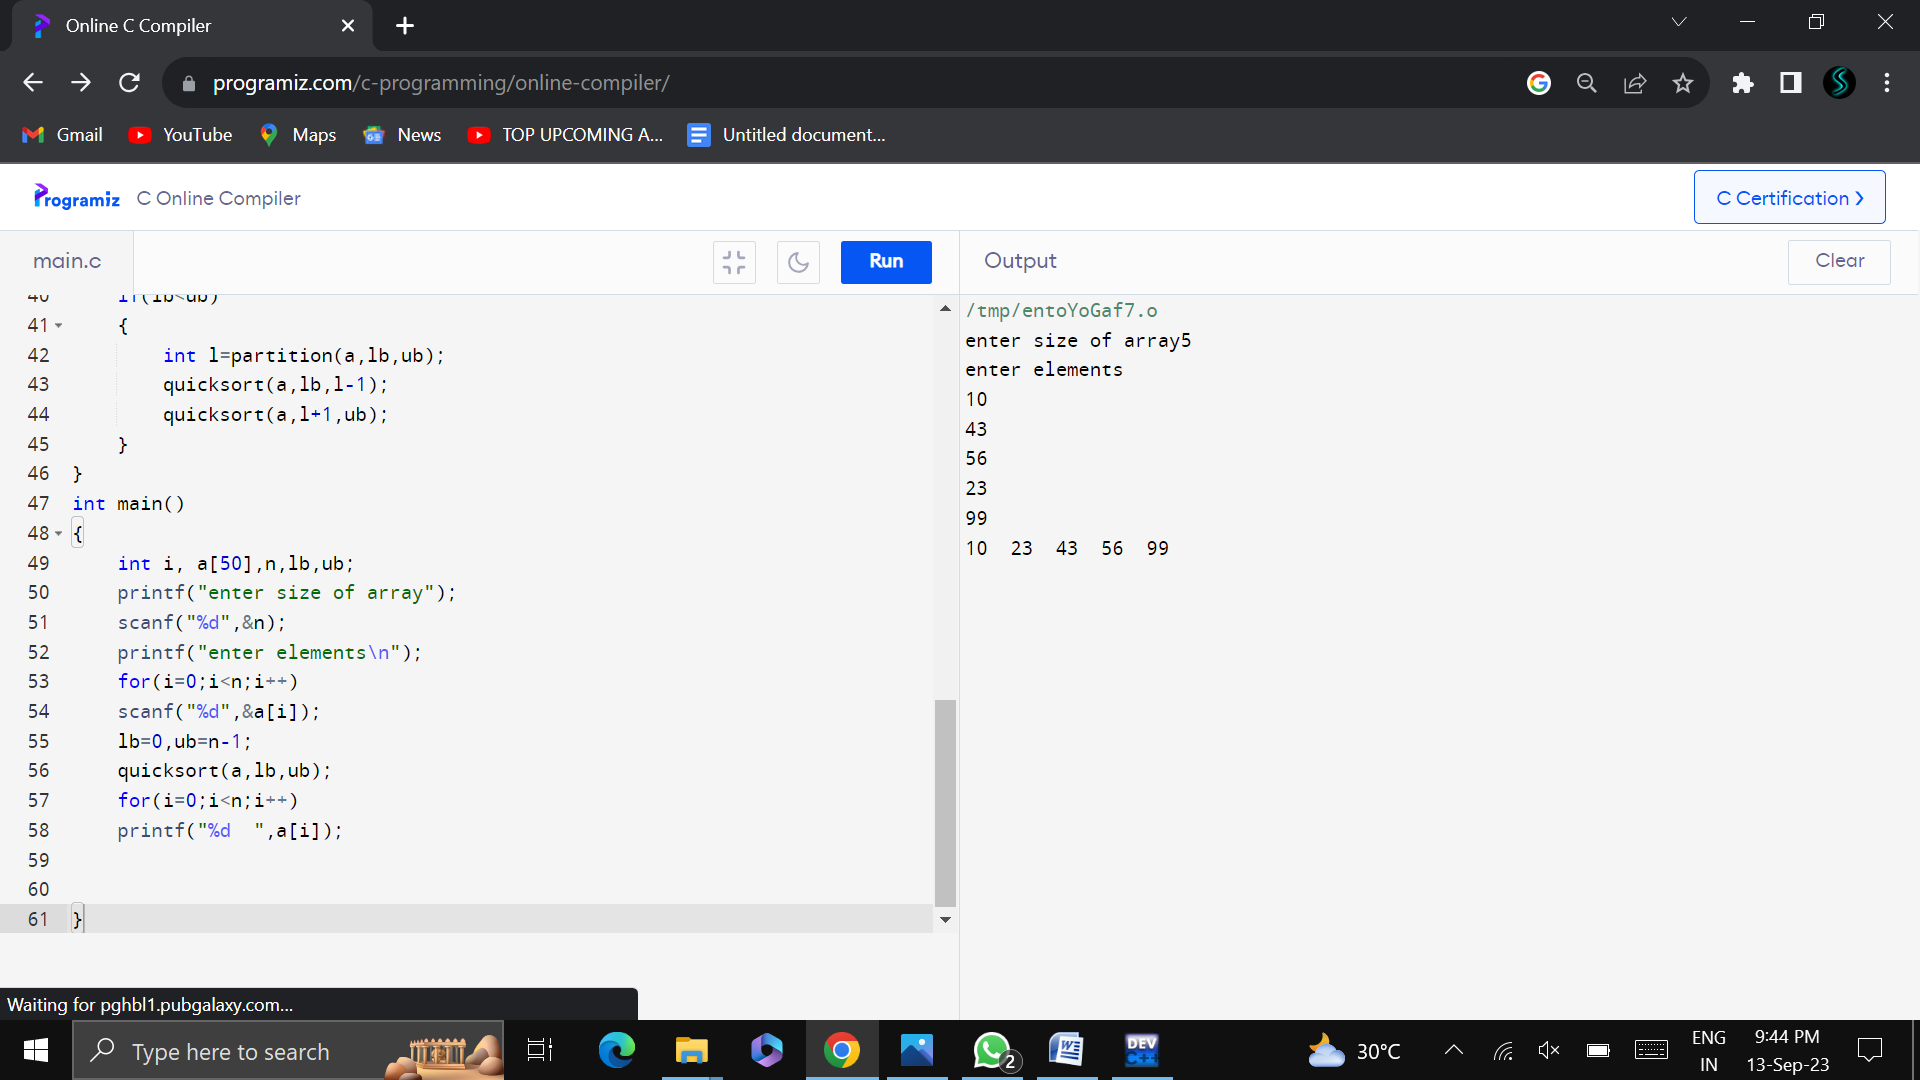 Online C Compiler
programiz.com/c-programming/online-compiler/
Gmail YouTube Maps News TOP UPCOMING A... Untitled document...
Programiz C Online Compiler C Certification >
main.c Run Output Clear
40     if(lb<ub)
41     {
42         int l=partition(a,lb,ub);
43         quicksort(a,lb,l-1);
44         quicksort(a,l+1,ub);
45     }
46 }
47 int main()
48 {
49     int i, a[50],n,lb,ub;
50     printf("enter size of array");
51     scanf("%d",&n);
52     printf("enter elements\n");
53     for(i=0;i<n;i++)
54     scanf("%d",&a[i]);
55     lb=0,ub=n-1;
56     quicksort(a,lb,ub);
57     for(i=0;i<n;i++)
58     printf("%d  ",a[i]);
59
60
61 }
/tmp/entoYoGaf7.o
enter size of array5
enter elements
10
43
56
23
99
10  23  43  56  99
Waiting for pghbl1.pubgalaxy.com...
Type here to search
DEV C++
2
30°C
ENG
IN
9:44 PM
13-Sep-23